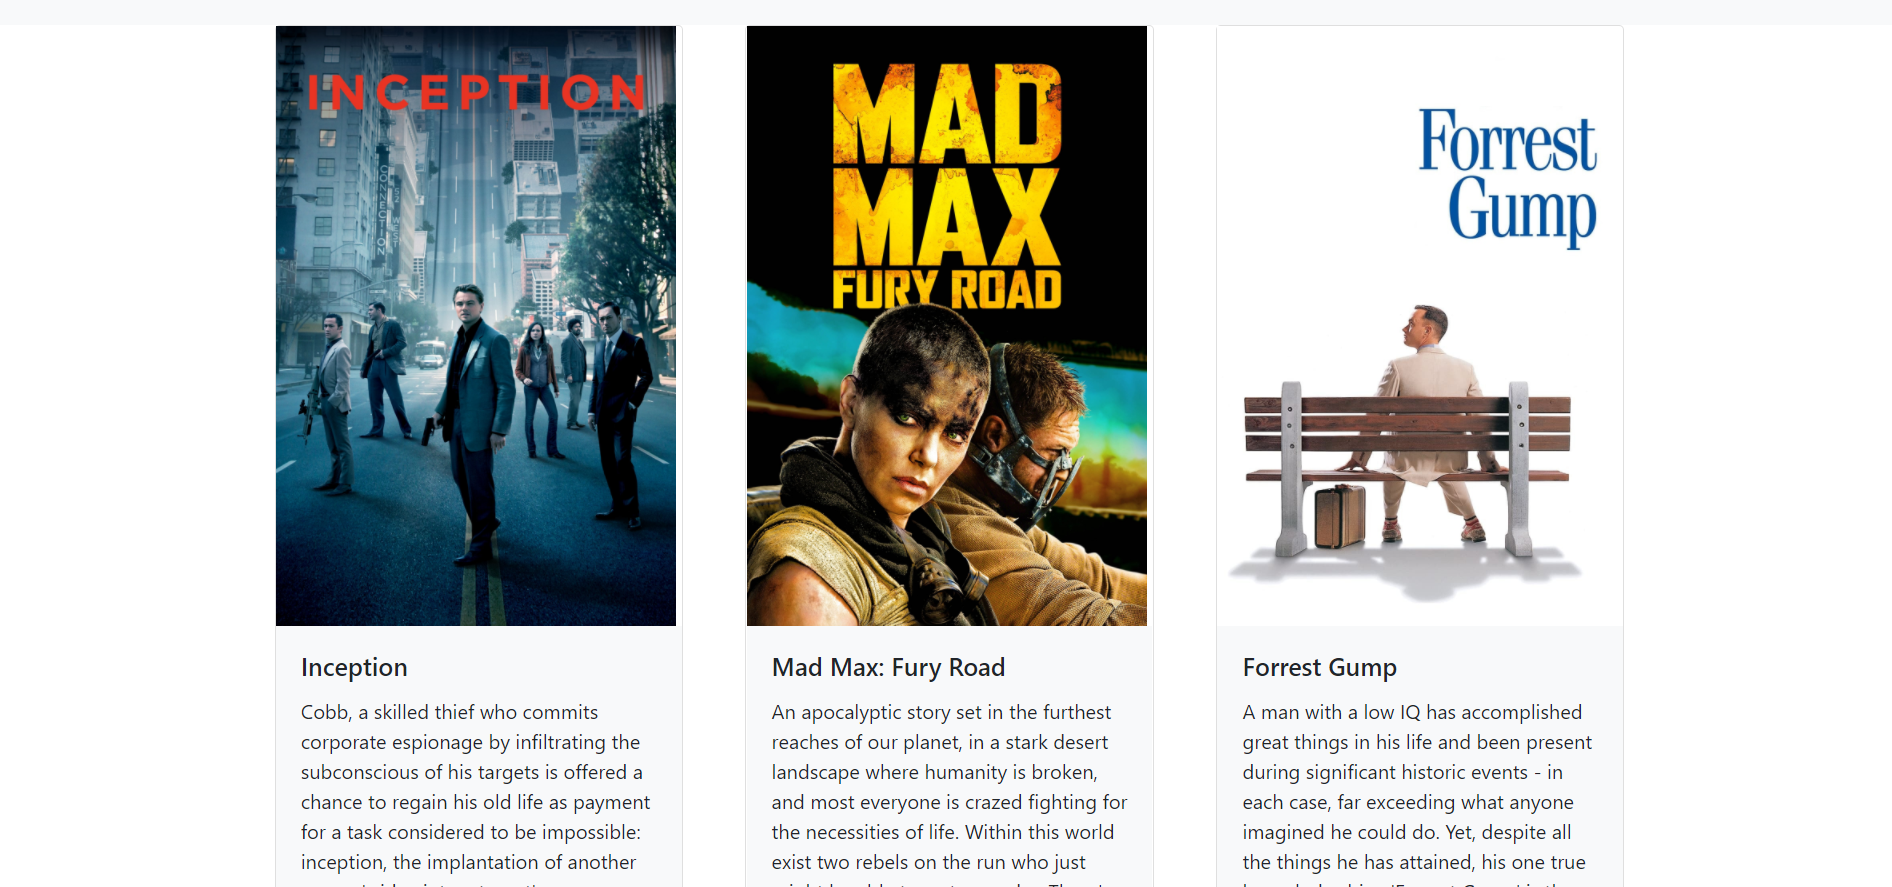 INCEPTION
CONNECTION
MAD
MAX
FURY ROAD
Forrest
Gump
Inception
Cobb, a skilled thief who commits
corporate espionage by infiltrating the
subconscious of his targets is offered a
chance to regain his old life as payment
for a task considered to be impossible:
inception, the implantation of another
Mad Max: Fury Road
An apocalyptic story set in the furthest
reaches of our planet, in a stark desert
landscape where humanity is broken,
and most everyone is crazed fighting for
the necessities of life. Within this world
exist two rebels on the run who just
Forrest Gump
A man with a low IQ has accomplished
great things in his life and been present
during significant historic events - in
each case, far exceeding what anyone
imagined he could do. Yet, despite all
the things he has attained, his one true